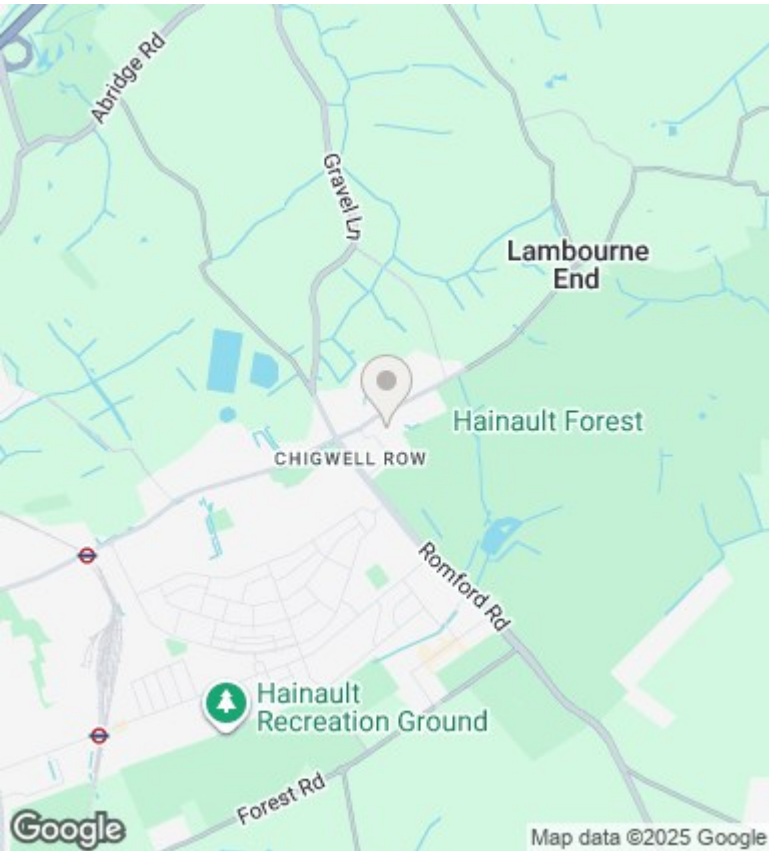 Abridge Rd
Gravel Ln
Lambourne
End
Hainault Forest
CHIGWELL ROW
Romford Rd
Hainault
Recreation Ground
Forest Rd
Google
Map data ©2025 Google